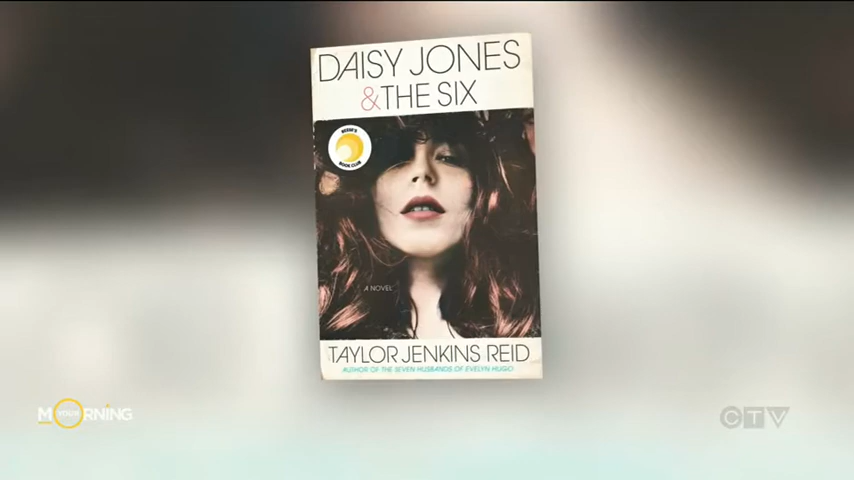 DAISY JONES
& THE SIX
REESE'S
BOOK CLUB
A NOVEL
TAYLOR JENKINS REID
AUTHOR OF THE SEVEN HUSBANDS OF EVELYN HUGO
YOUR
MORNING
CTV